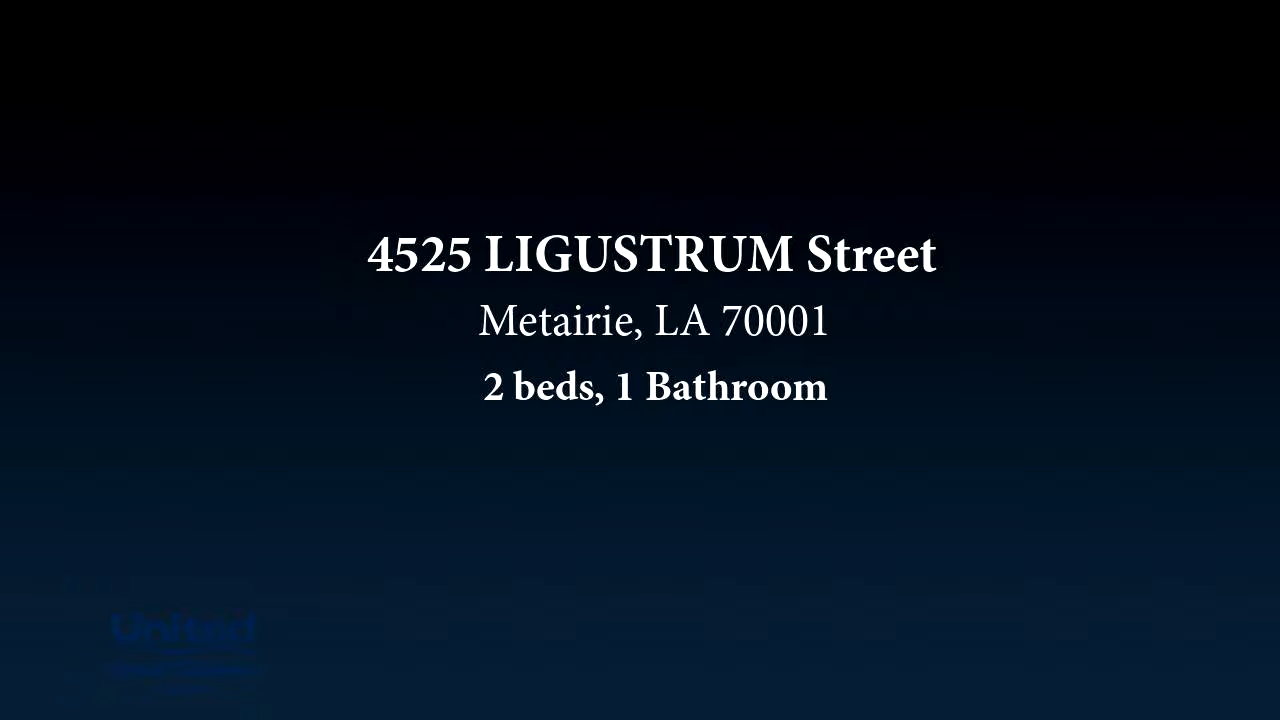 4525 LIGUSTRUM Street
Metairie, LA 70001
2 beds, 1 Bathroom
United